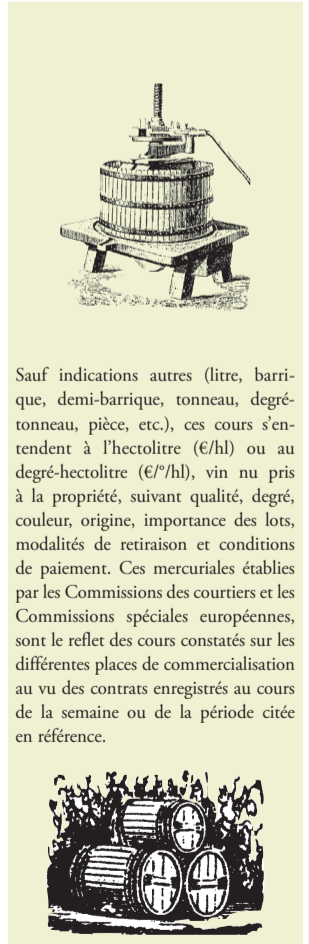 Sauf indications autres (litre, barri-
que, demi-barrique, tonneau, degré-
tonneau, pièce, etc.), ces cours s'en-
tendent à l'hectolitre (€/hl) ou au
degré-hectolitre (€/°/hl), vin nu pris
à la propriété, suivant qualité, degré,
couleur, origine, importance des lots,
modalités de retiraison et conditions
de paiement. Ces mercuriales établies
par les Commissions des courtiers et les
Commissions spéciales européennes,
sont le reflet des cours constatés sur les
différentes places de commercialisation
au vu des contrats enregistrés au cours
de la semaine ou de la période citée
en référence.